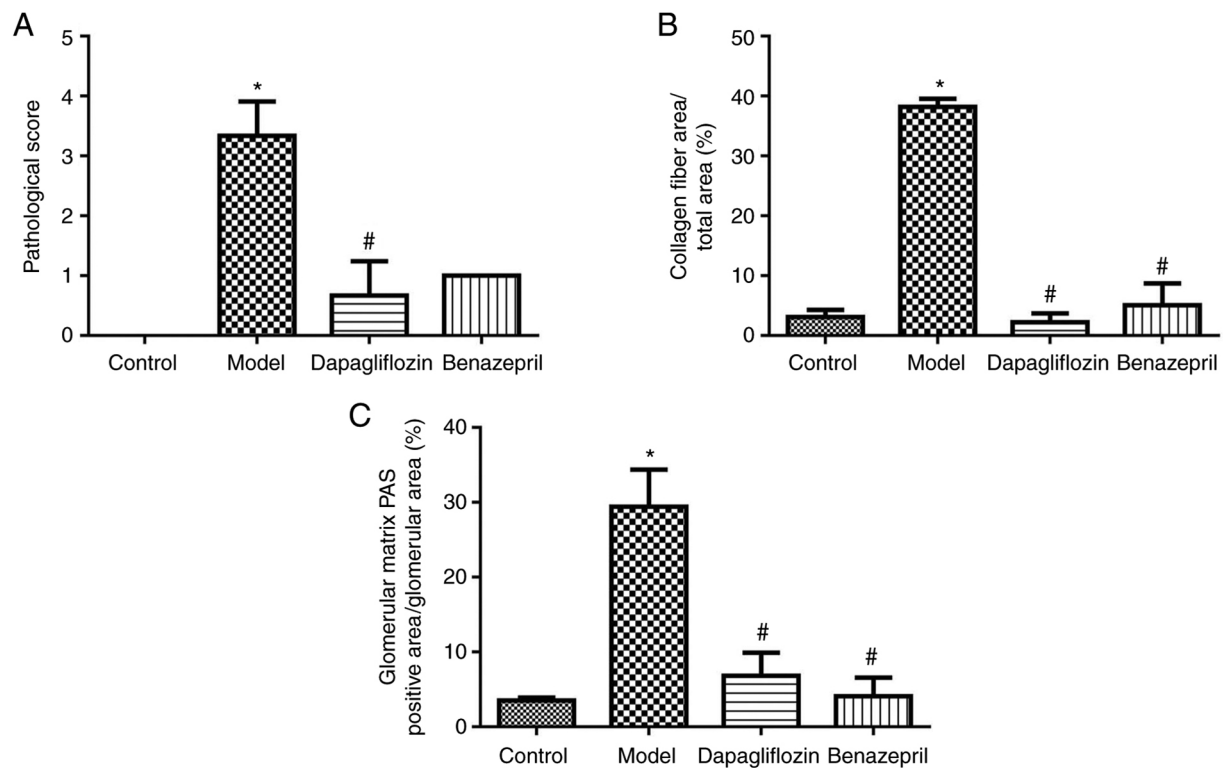 A
Pathological score
5
4
3
2
1
0
*
#
Control Model Dapagliflozin Benazepril
B
Collagen fiber area/
total area (%)
50
40
30
20
10
0
*
#
#
Control Model Dapagliflozin Benazepril
C
Glomerular matrix PAS
positive area/glomerular area (%)
40
30
20
10
0
*
#
#
Control Model Dapagliflozin Benazepril